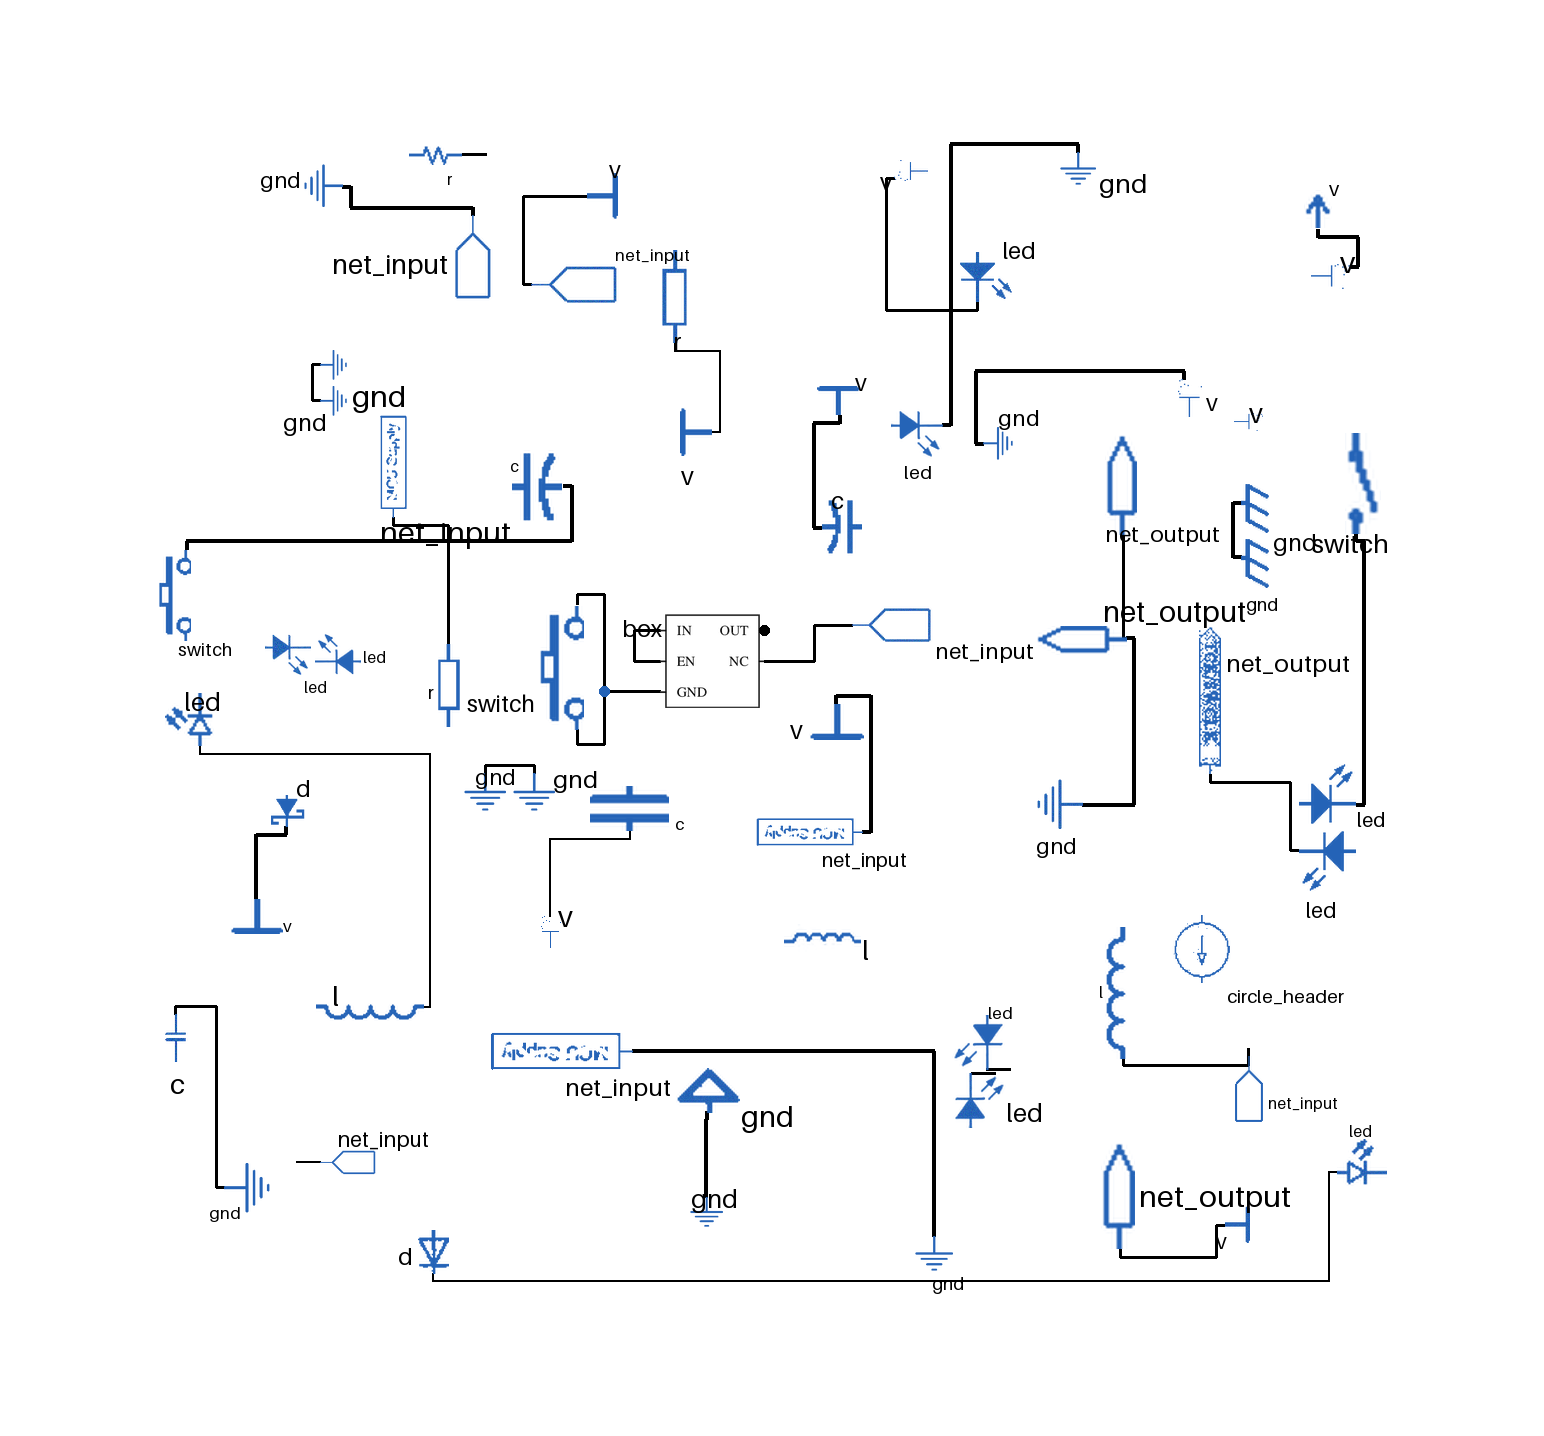 r
v
gnd
net_input
net_input
r
v
gnd
led
v
v
gnd
gnd
v
v
c
led
gnd
v
v
net_input
c
c
net_output
gnd
switch
gnd
switch
led
led
r
switch
box
IN
OUT
EN
NC
GND
net_input
net_output
net_output
led
v
gnd
gnd
d
c
net_input
gnd
led
led
v
v
l
l
l
circle_header
c
net_input
led
led
gnd
net_input
net_input
gnd
gnd
led
net_output
v
d
gnd